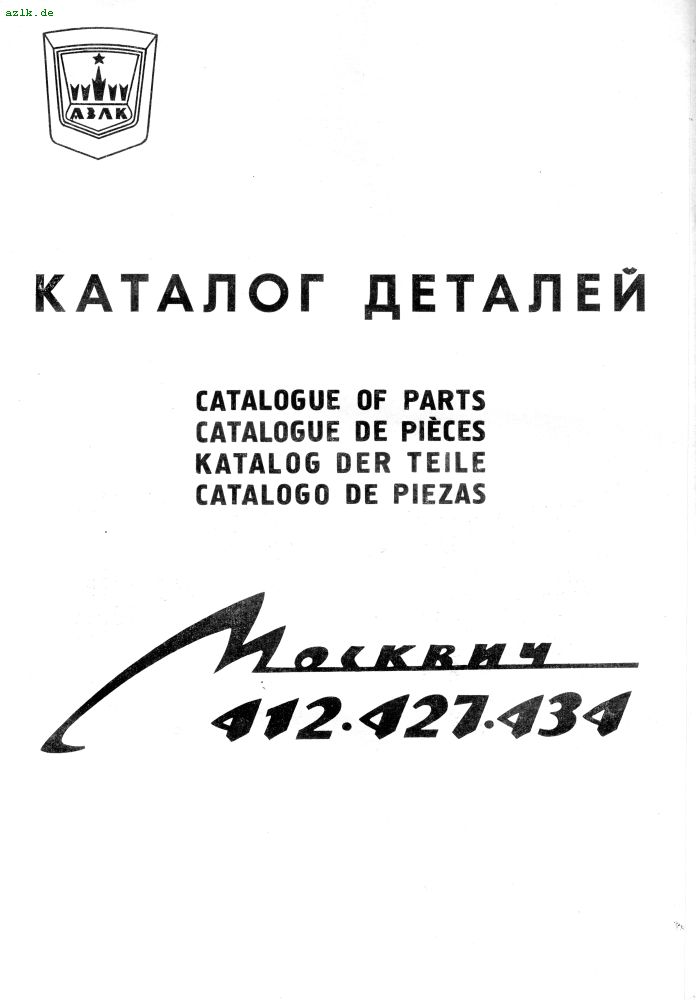 azlk.de
АЗЛК
КАТАЛОГ ДЕТАЛЕЙ
CATALOGUE OF PARTS
CATALOGUE DE PIÈCES
KATALOG DER TEILE
CATALOGO DE PIEZAS
Москвич
412·427·434